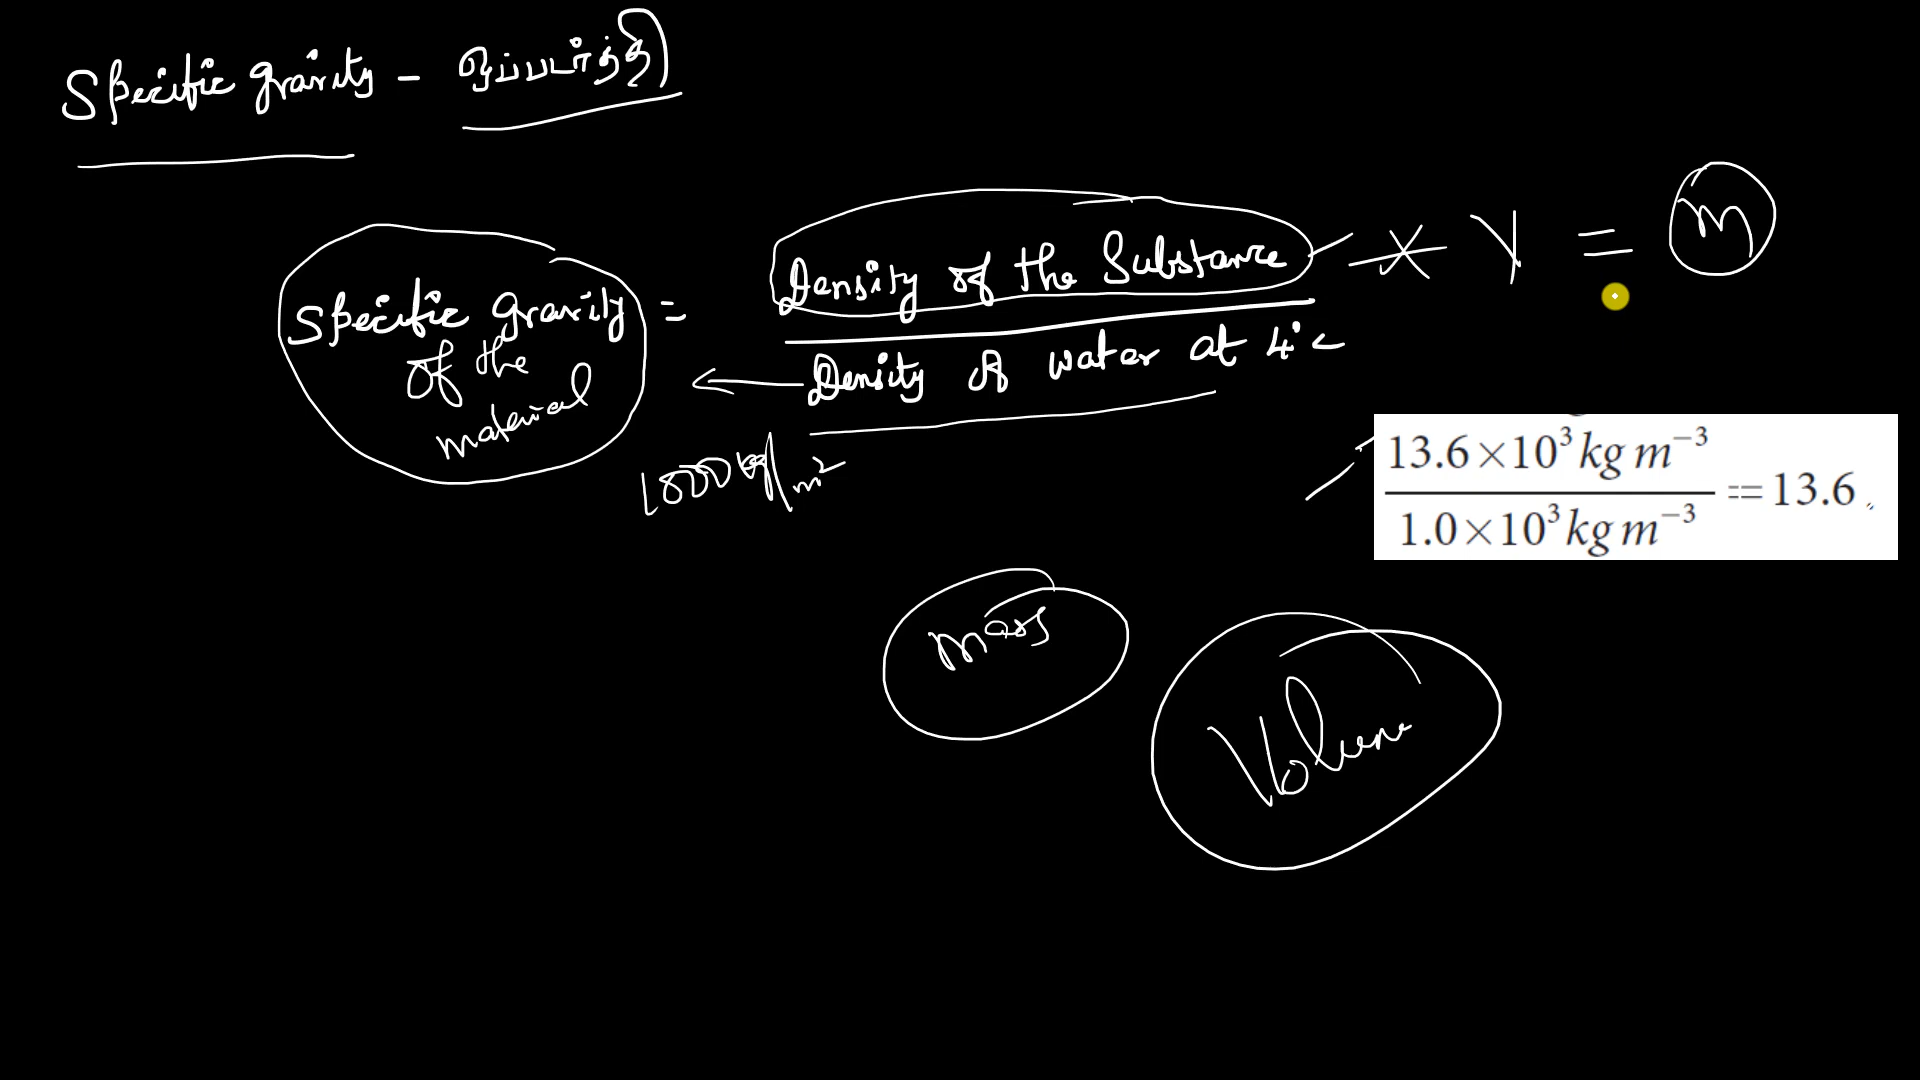 Specific gravity - ஒப்படர்த்தி
Specific gravity of the material = Density of the Substance / Density of water at 4°c
* V = m
1000 kg/m²
13.6×10³ kg m⁻³ / 1.0×10³ kg m⁻³ == 13.6
mass
Volume